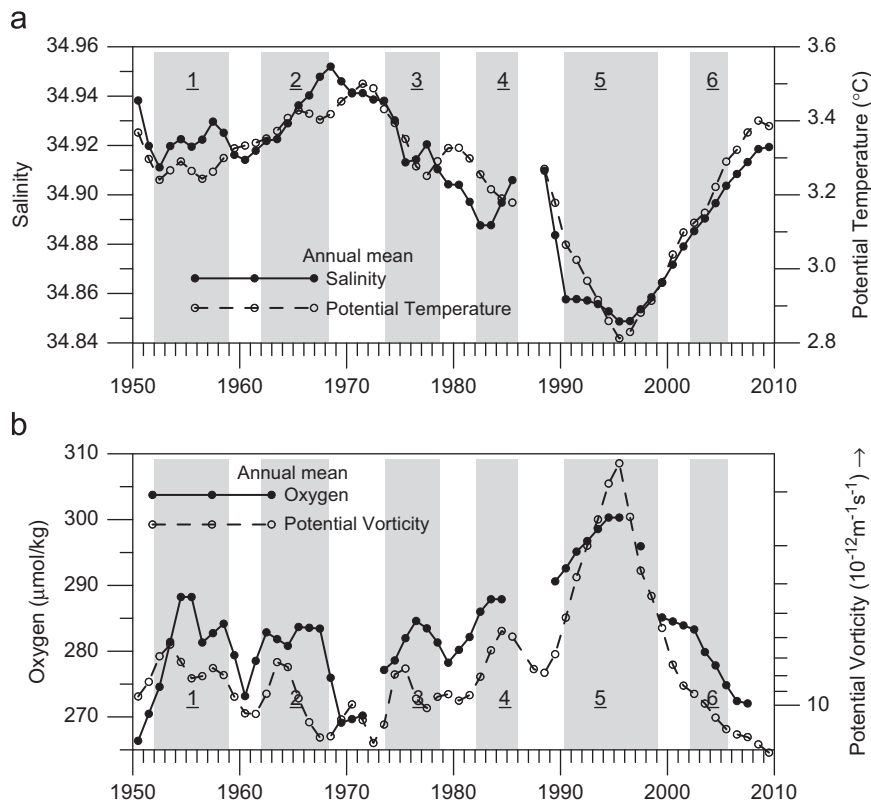 a
34.96
34.94
34.92
34.90
34.88
34.86
34.84
Salinity
3.6
3.4
3.2
3.0
2.8
Potential Temperature (°C)
1 2 3 4 5 6
Annual mean
Salinity
Potential Temperature
1950 1960 1970 1980 1990 2000 2010
b
310
300
290
280
270
Oxygen (μmol/kg)
10
Potential Vorticity (10-12m-1s-1) →
Annual mean
Oxygen
Potential Vorticity
1 2 3 4 5 6
1950 1960 1970 1980 1990 2000 2010